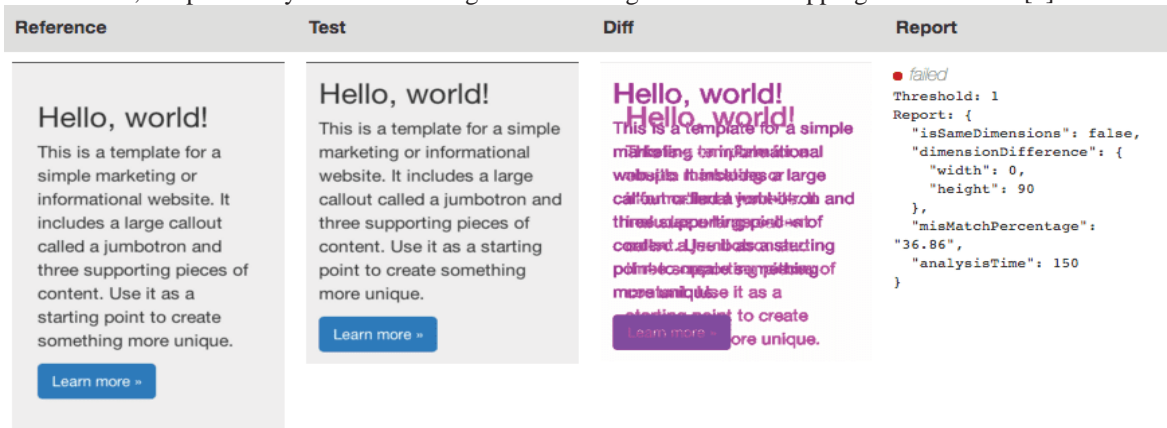 Reference
Test
Diff
Report
Hello, world!
This is a template for a
simple marketing or
informational website. It
includes a large callout
called a jumbotron and
three supporting pieces of
content. Use it as a
starting point to create
something more unique.
Learn more »
Hello, world!
This is a template for a simple
marketing or informational
website. It includes a large
callout called a jumbotron and
three supporting pieces of
content. Use it as a starting
point to create something
more unique.
Learn more »
Hello, world!
Hello, world!
This is a template for a simple
Learn more »
ore unique.
failed
Threshold: 1
Report: {
"isSameDimensions": false,
"dimensionDifference": {
"width": 0,
"height": 90
},
"misMatchPercentage":
"36.86",
"analysisTime": 150
}